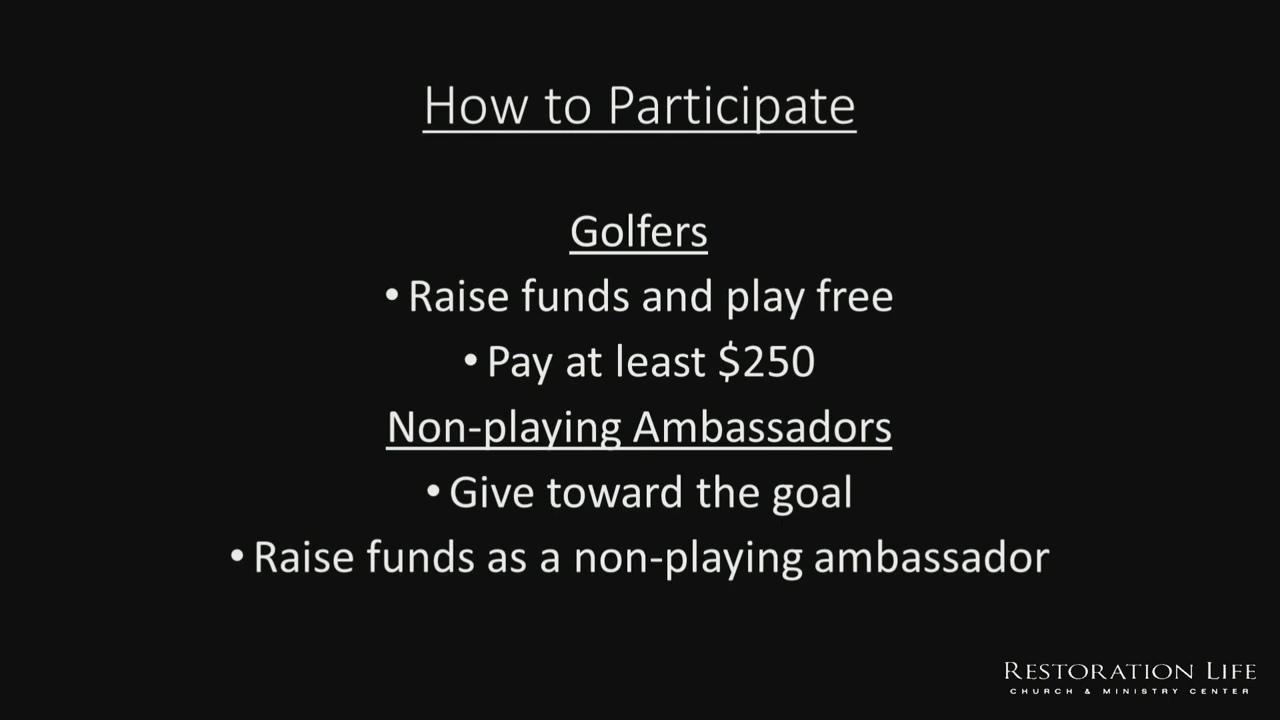 How to Participate
Golfers
• Raise funds and play free
• Pay at least $250
Non-playing Ambassadors
• Give toward the goal
• Raise funds as a non-playing ambassador
RESTORATION LIFE
CHURCH & MINISTRY CENTER